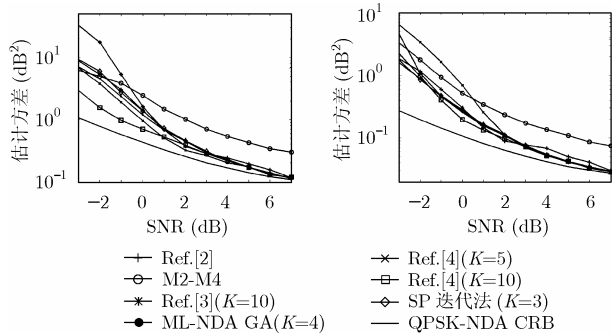 估计方差 (dB²)
10¹
10⁰
10⁻¹
−2 0 2 4 6
SNR (dB)
估计方差 (dB²)
10¹
10⁰
10⁻¹
−2 0 2 4 6 8
SNR (dB)
Ref.[2]
M2-M4
Ref.[3](K=10)
ML-NDA GA(K=4)
Ref.[4](K=5)
Ref.[4](K=10)
SP 迭代法 (K=3)
QPSK-NDA CRB